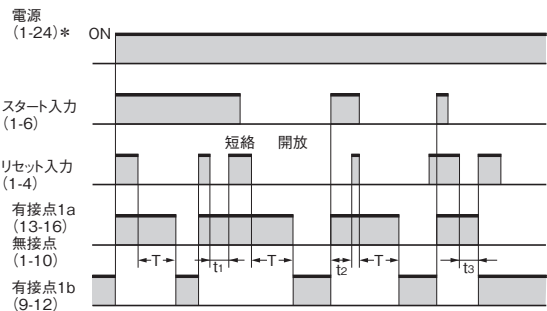 電源
(1-24)* ON
スタート入力
(1-6)
短絡 開放
リセット入力
(1-4)
有接点1a
(13-16)
無接点
(1-10)
T t1 T t2 T t3
有接点1b
(9-12)